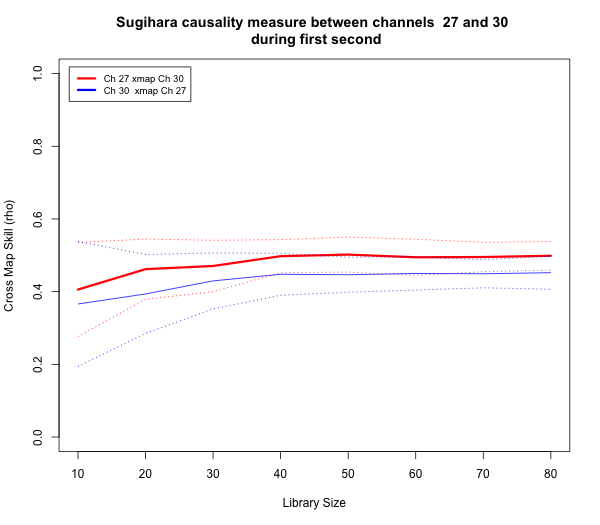 Sugihara causality measure between channels  27 and 30
during first second
Ch 27 xmap Ch 30
Ch 30  xmap Ch 27
Cross Map Skill (rho)
1.0
0.8
0.6
0.4
0.2
0.0
10 20 30 40 50 60 70 80
Library Size